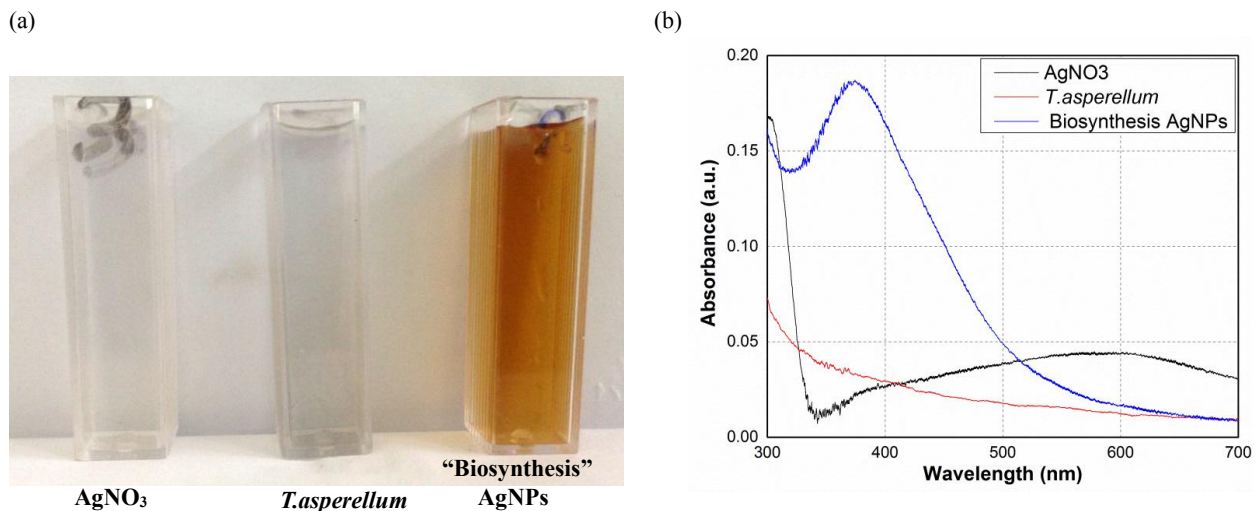 (a)
(b)
AgNO₃
T.asperellum
“Biosynthesis”
AgNPs
0.20
0.15
0.10
0.05
0.00
Absorbance (a.u.)
AgNO3
T.asperellum
Biosynthesis AgNPs
300
400
500
600
700
Wavelength (nm)